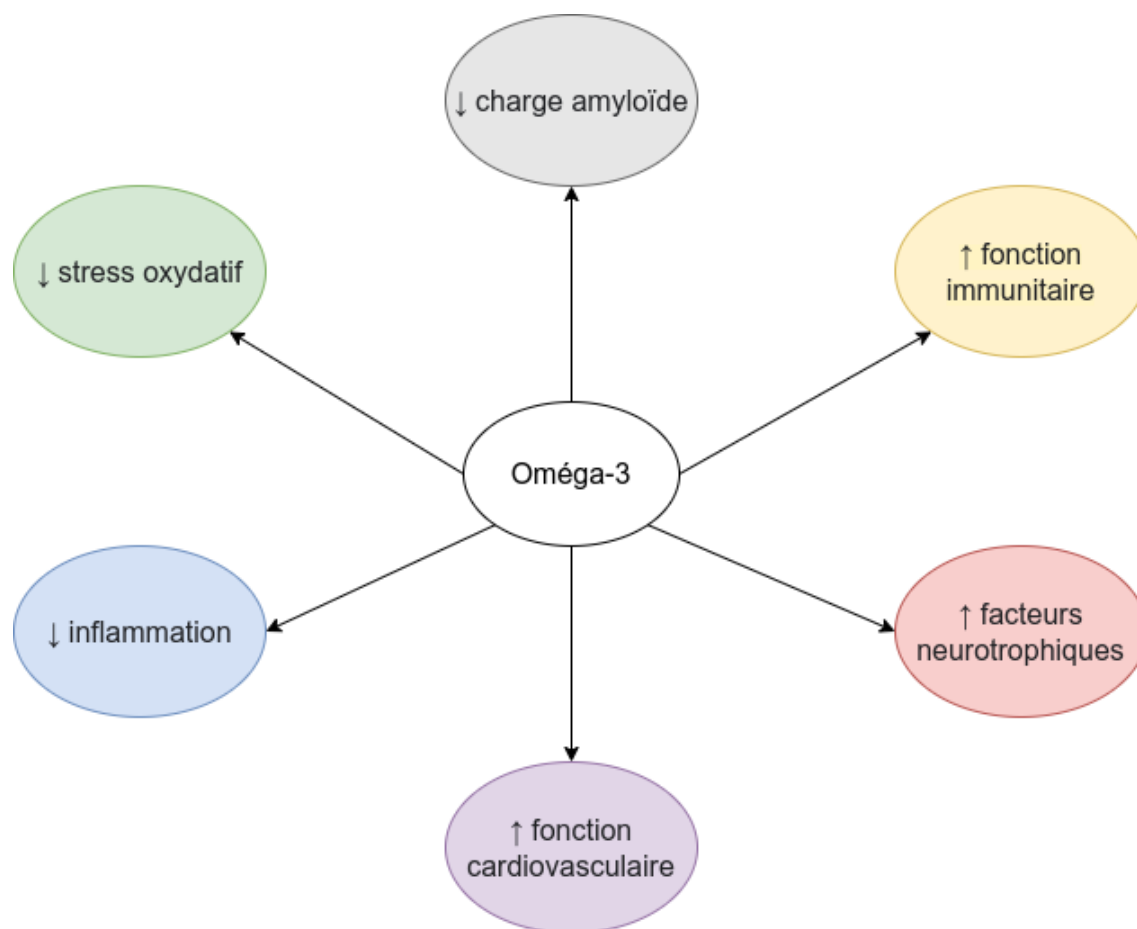 ↓ charge amyloïde
↓ stress oxydatif
↑ fonction
immunitaire
Oméga-3
↓ inflammation
↑ facteurs
neurotrophiques
↑ fonction
cardiovasculaire